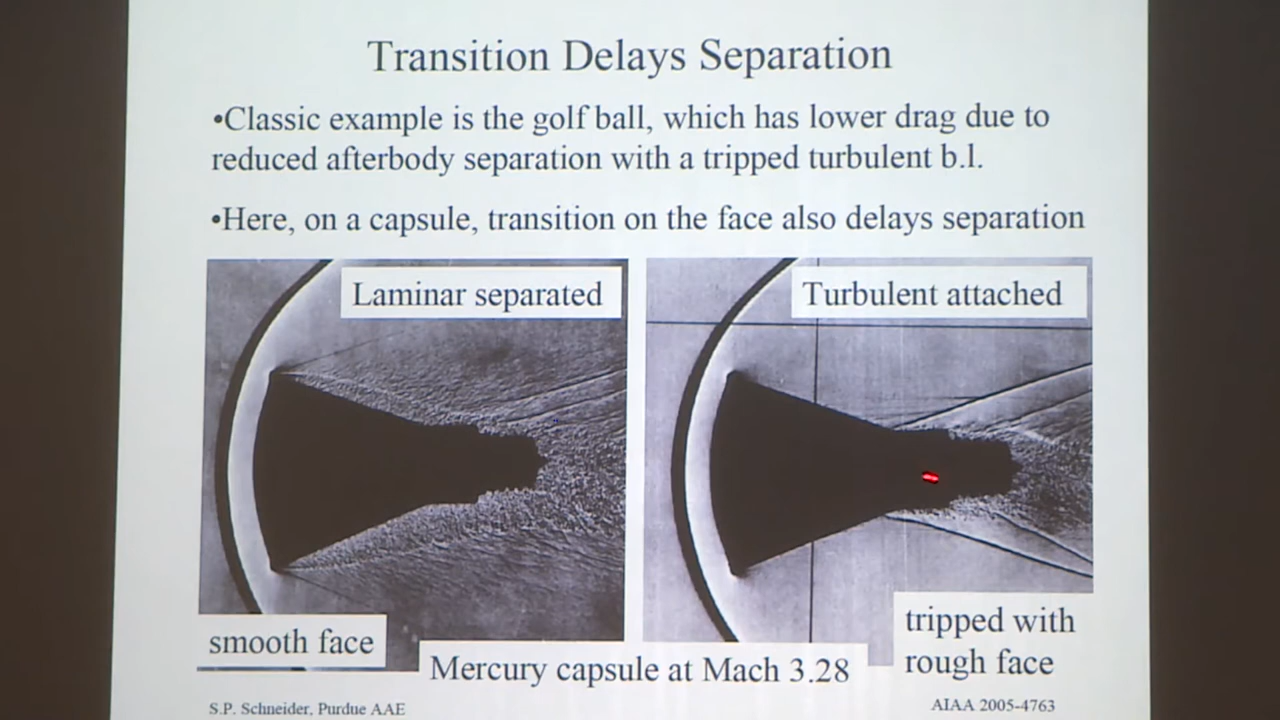 Transition Delays Separation
•Classic example is the golf ball, which has lower drag due to
reduced afterbody separation with a tripped turbulent b.l.
•Here, on a capsule, transition on the face also delays separation
Laminar separated
Turbulent attached
smooth face
Mercury capsule at Mach 3.28
tripped with
rough face
S.P. Schneider, Purdue AAE
AIAA 2005-4763